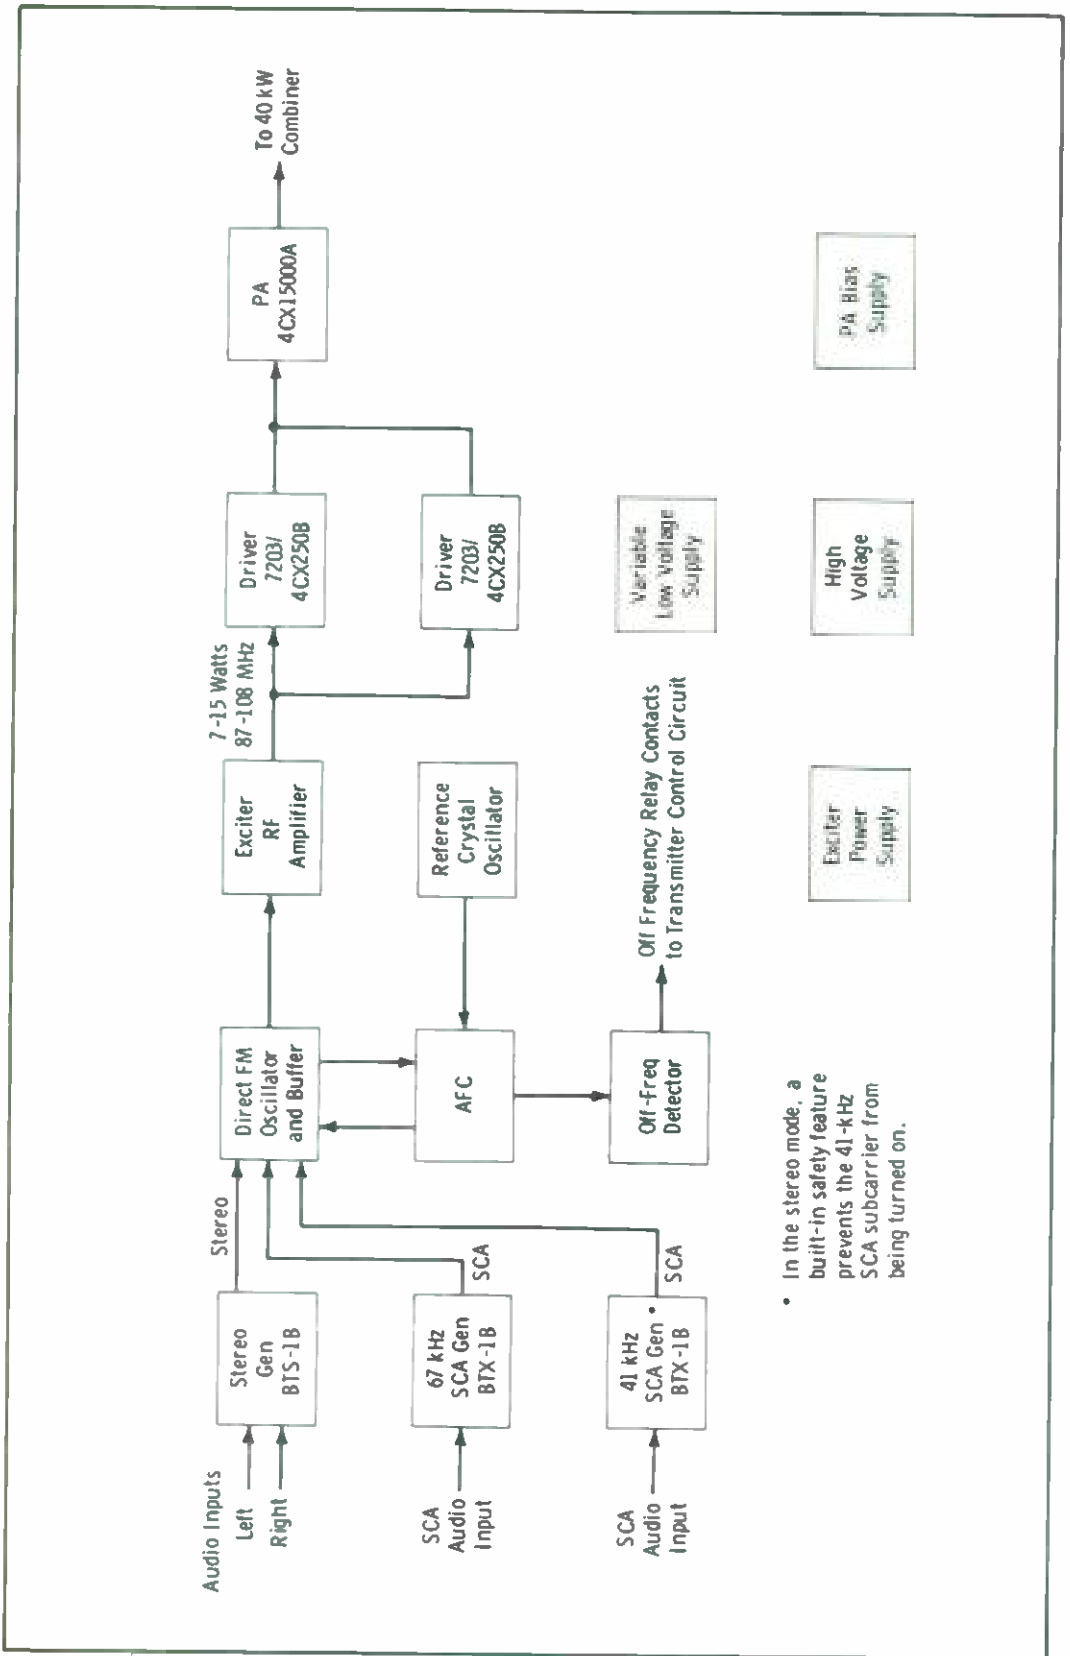 Audio Inputs
Left
Right
Stereo
Gen
BTS-1B
Stereo
Direct FM
Oscillator
and Buffer
Exciter
RF
Amplifier
7-15 Watts
87-108 MHz
Driver
7203/
4CX250B
PA
4CX15000A
To 40 kW
Combiner
SCA
Audio
Input
67 kHz
SCA Gen
BTX-1B
SCA
AFC
Reference
Crystal
Oscillator
Driver
7203/
4CX250B
SCA
Audio
Input
41 kHz
SCA Gen •
BTX-1B
SCA
Off-Freq
Detector
Off Frequency Relay Contacts
to Transmitter Control Circuit
Variable
Low Voltage
Supply
• In the stereo mode, a
built-in safety feature
prevents the 41-kHz
SCA subcarrier from
being turned on.
Exciter
Power
Supply
High
Voltage
Supply
PA Bias
Supply